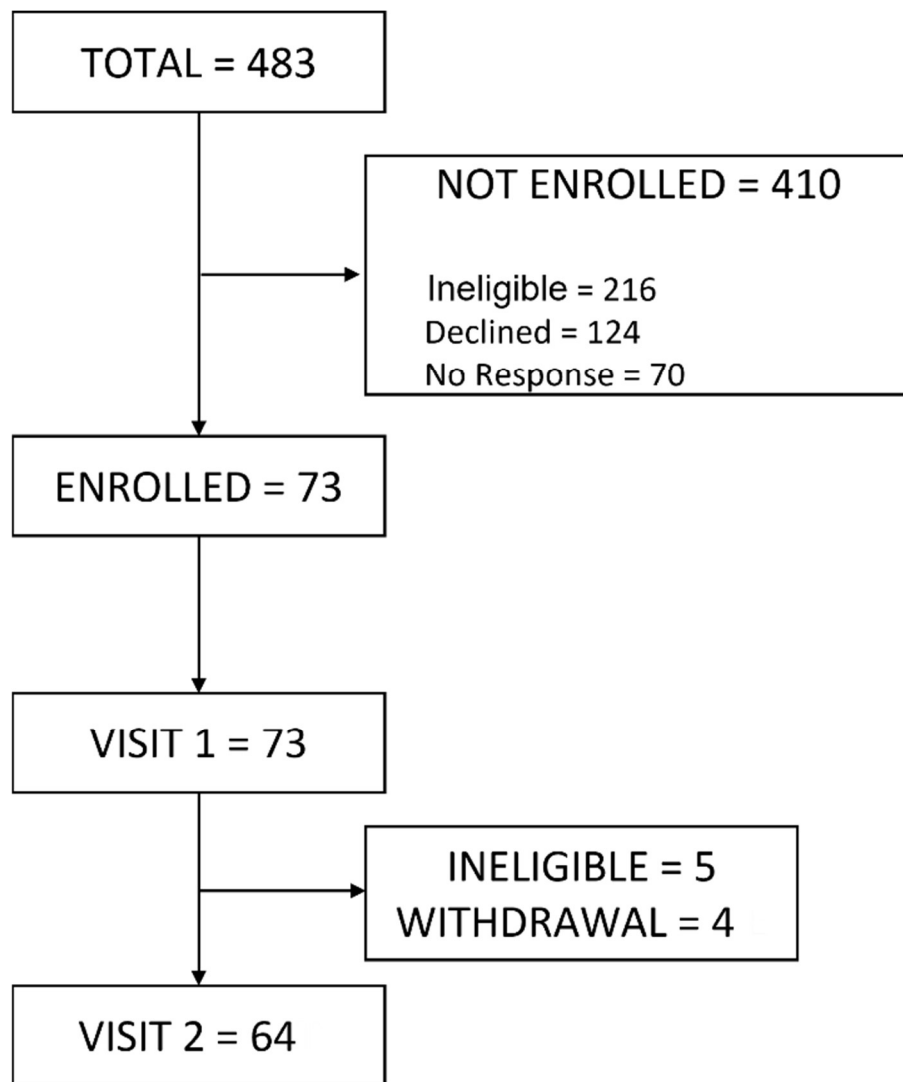 TOTAL = 483
NOT ENROLLED = 410
Ineligible = 216
Declined = 124
No Response = 70
ENROLLED = 73
VISIT 1 = 73
INELIGIBLE = 5
WITHDRAWAL = 4
VISIT 2 = 64